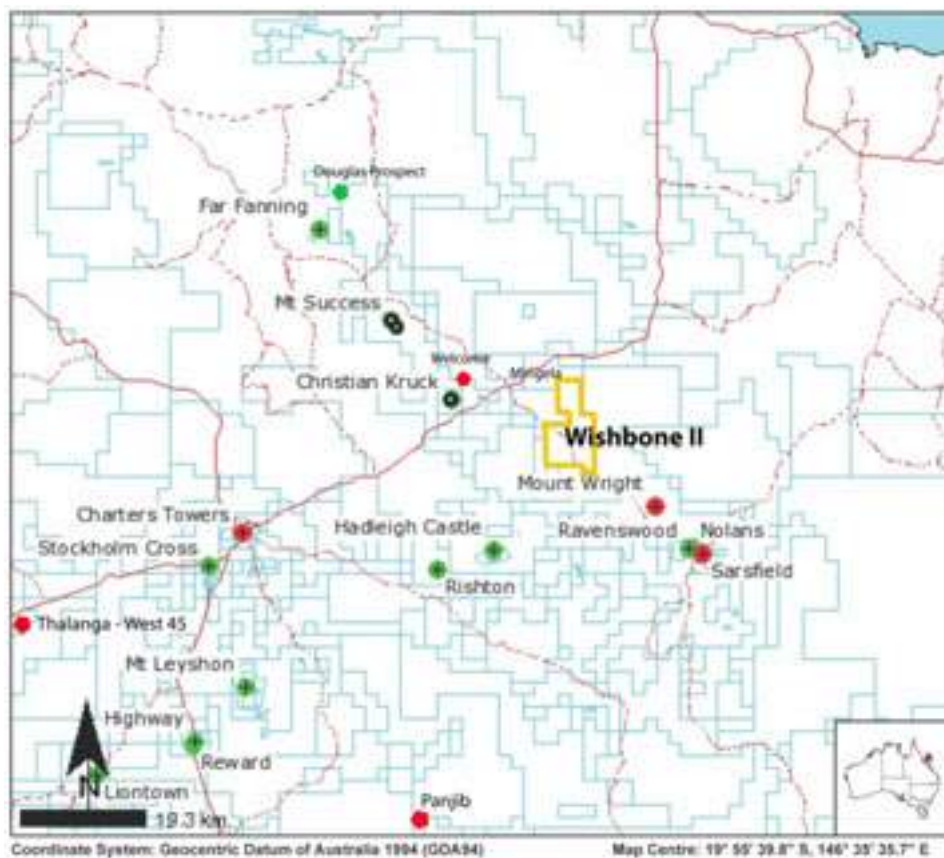 Douglas Prospect
Far Fanning
Mt Success
Welcome
Mingela
Christian Kruck
Wishbone II
Mount Wright
Charters Towers
Hadleigh Castle
Ravenswood
Nolans
Stockholm Cross
Rishton
Sarsfield
Thalanga - West 45
Mt Leyshon
Highway
Reward
N
Liontown
Panjib
19.3 km
Coordinate System: Geocentric Datum of Australia 1994 (GDA94)
Map Centre: 19° 55' 39.8" S, 146° 35' 35.7" E